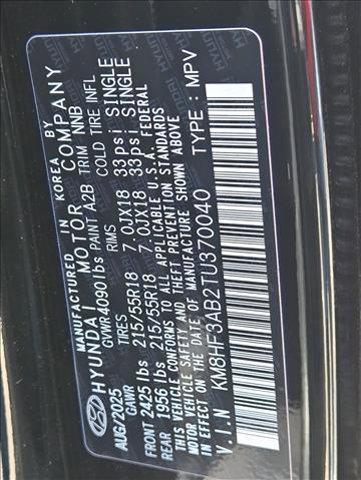 MANUFACTURED IN KOREA BY
HYUNDAI MOTOR COMPANY
GVWR:4090 lbs PAINT A2B TRIM NNB
AUG/2025 GAWR TIRES RIMS COLD TIRE INFL
FRONT 2425 lbs 215/55R18 7.0JX18 33psi SINGLE
REAR 1956 lbs 215/55R18 7.0JX18 33psi SINGLE
THIS VEHICLE CONFORMS TO ALL APPLICABLE U.S.A. FEDERAL
MOTOR VEHICLE SAFETY, BUMPER, AND THEFT PREVENTION STANDARDS
IN EFFECT ON THE DATE OF MANUFACTURE SHOWN ABOVE
V.I.N KM8HF3AB2TU370040 TYPE : MPV